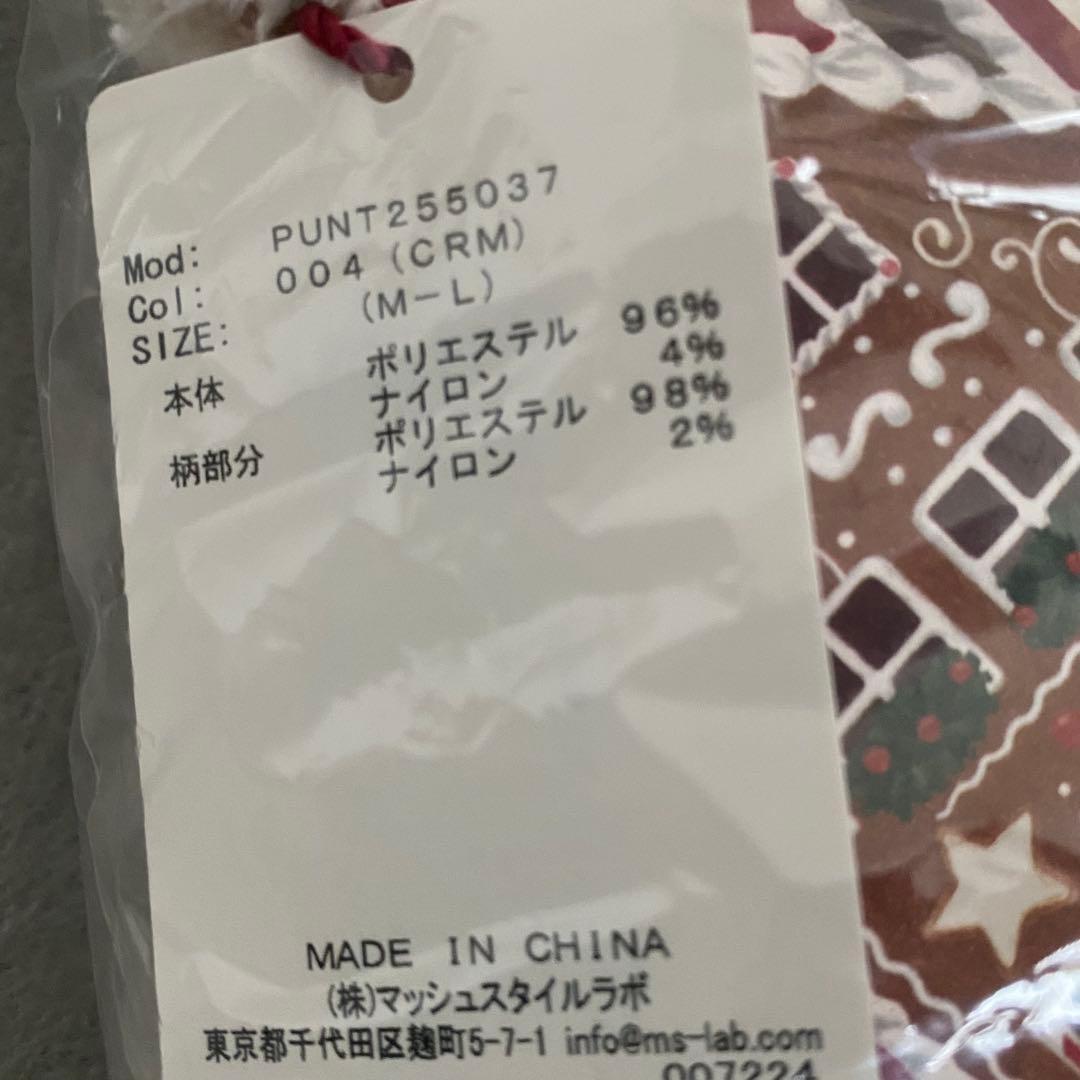 Mod: PUNT255037
Col: 004 (CRM)
SIZE: (M-L)
本体 ポリエステル 96%
ナイロン 4%
柄部分 ポリエステル 98%
ナイロン 2%
MADE IN CHINA
(株)マッシュスタイルラボ
東京都千代田区麹町5-7-1 info@ms-lab.com
007224